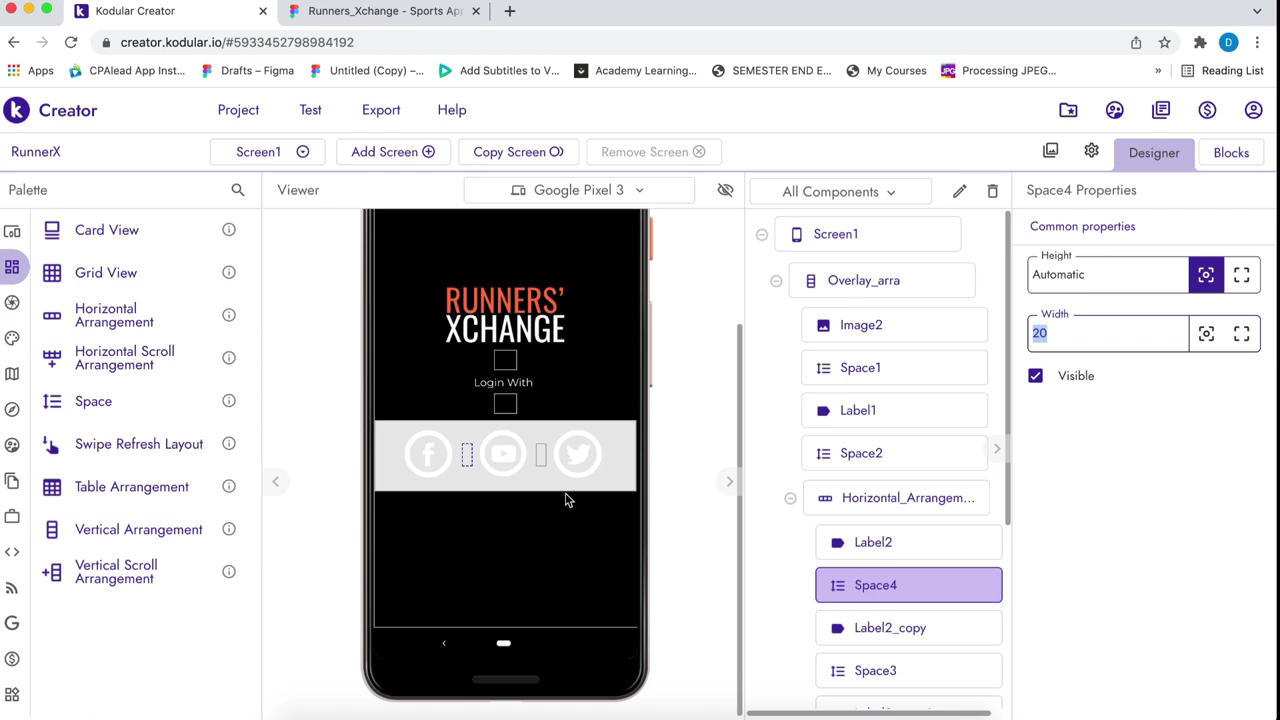 Kodular Creator
Runners_Xchange - Sports Ap
creator.kodular.io/#5933452798984192
Apps
CPAlead App Inst...
Drafts – Figma
Untitled (Copy) –...
Add Subtitles to V...
Academy Learning...
SEMESTER END E...
My Courses
Processing JPEG...
»
Reading List
Creator
Project
Test
Export
Help
RunnerX
Screen1
Add Screen
Copy Screen
Remove Screen
Designer
Blocks
Palette
Viewer
Google Pixel 3
All Components
Space4 Properties
Card View
Grid View
Horizontal
Arrangement
Horizontal Scroll
Arrangement
Space
Swipe Refresh Layout
Table Arrangement
Vertical Arrangement
Vertical Scroll
Arrangement
RUNNERS’
XCHANGE
Login With
Screen1
Overlay_arra
Image2
Space1
Label1
Space2
Horizontal_Arrangem...
Label2
Space4
Label2_copy
Space3
Common properties
Height
Automatic
Width
20
Visible